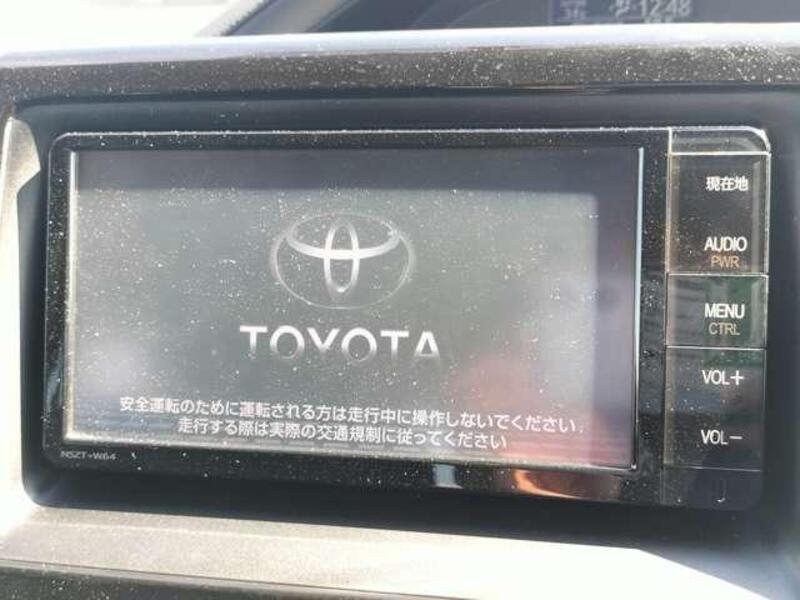 12:48
現在地
AUDIO
PWR
MENU
CTRL
VOL+
VOL-
TOYOTA
安全運転のために運転される方は走行中に操作しないでください。
走行する際は実際の交通規制に従ってください
NSZT-W64